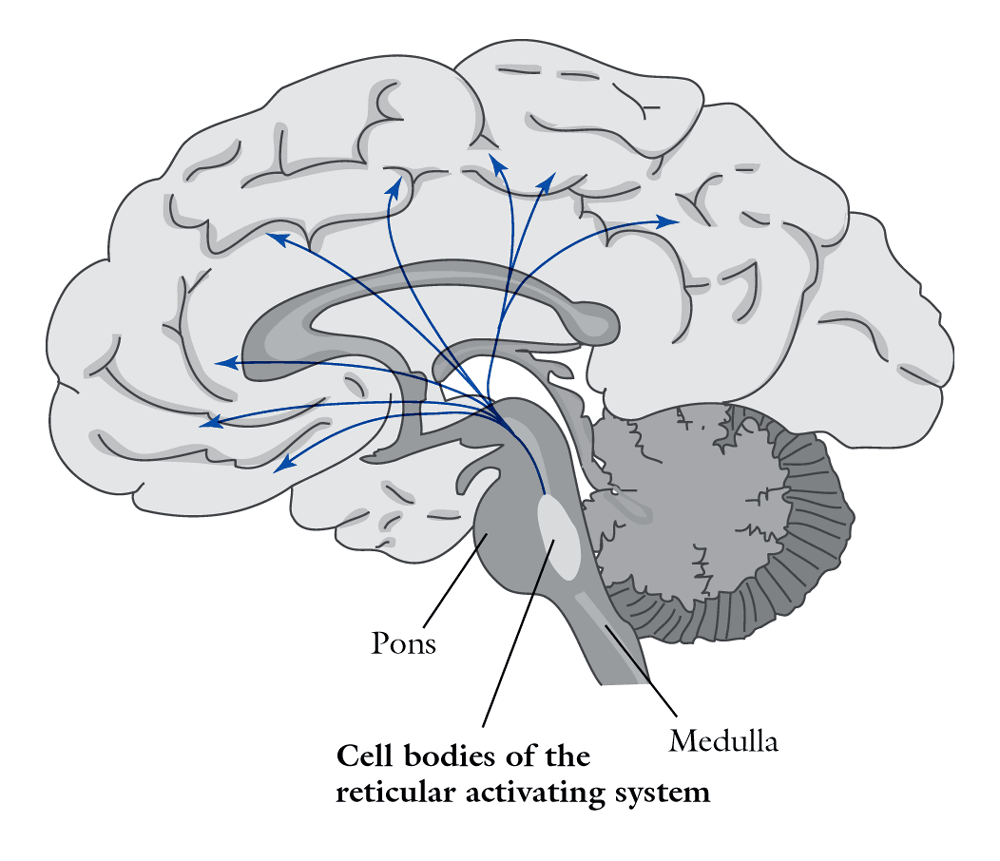 Pons
Medulla
Cell bodies of the
reticular activating system